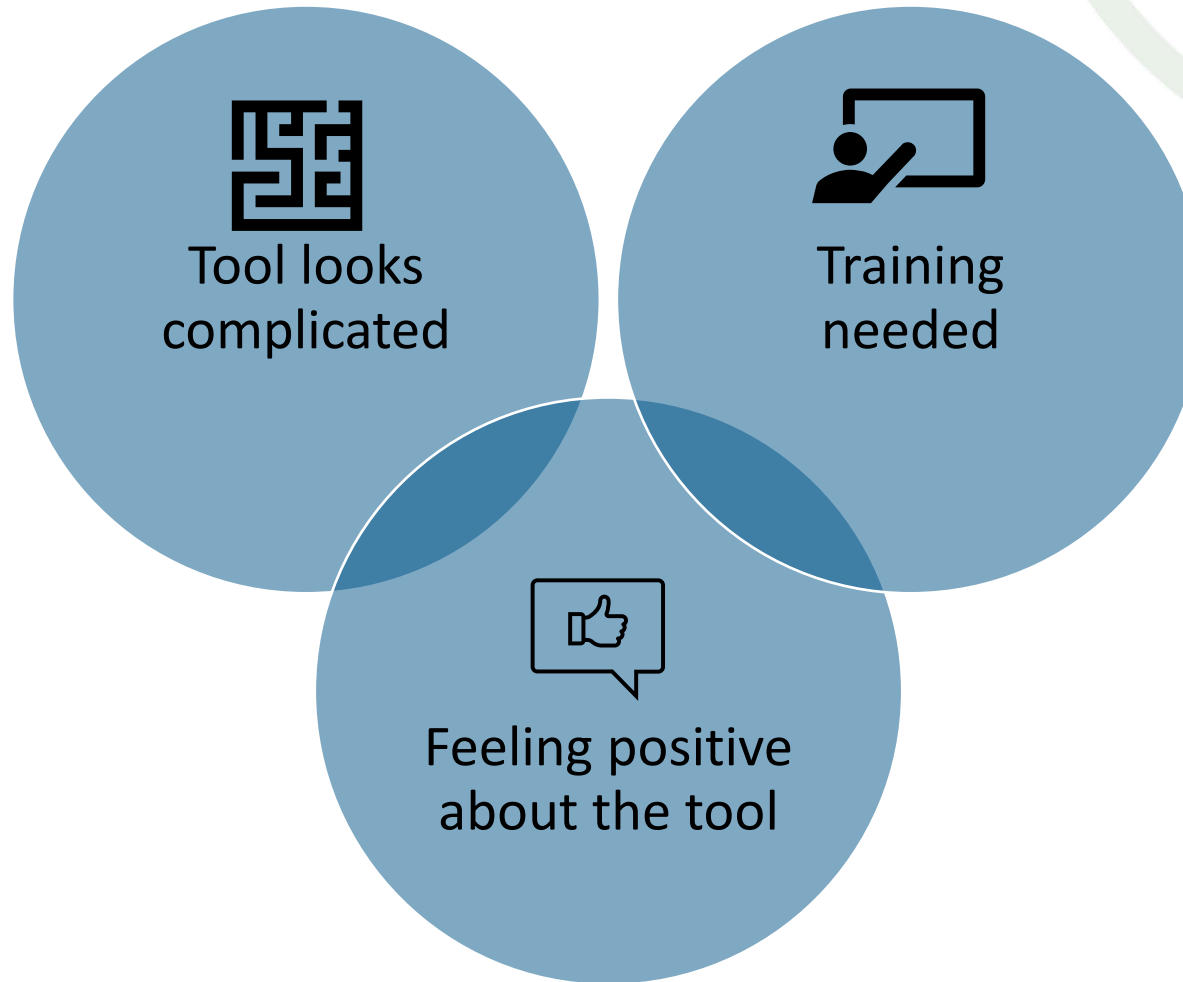 Tool looks
complicated
Training
needed
Feeling positive
about the tool